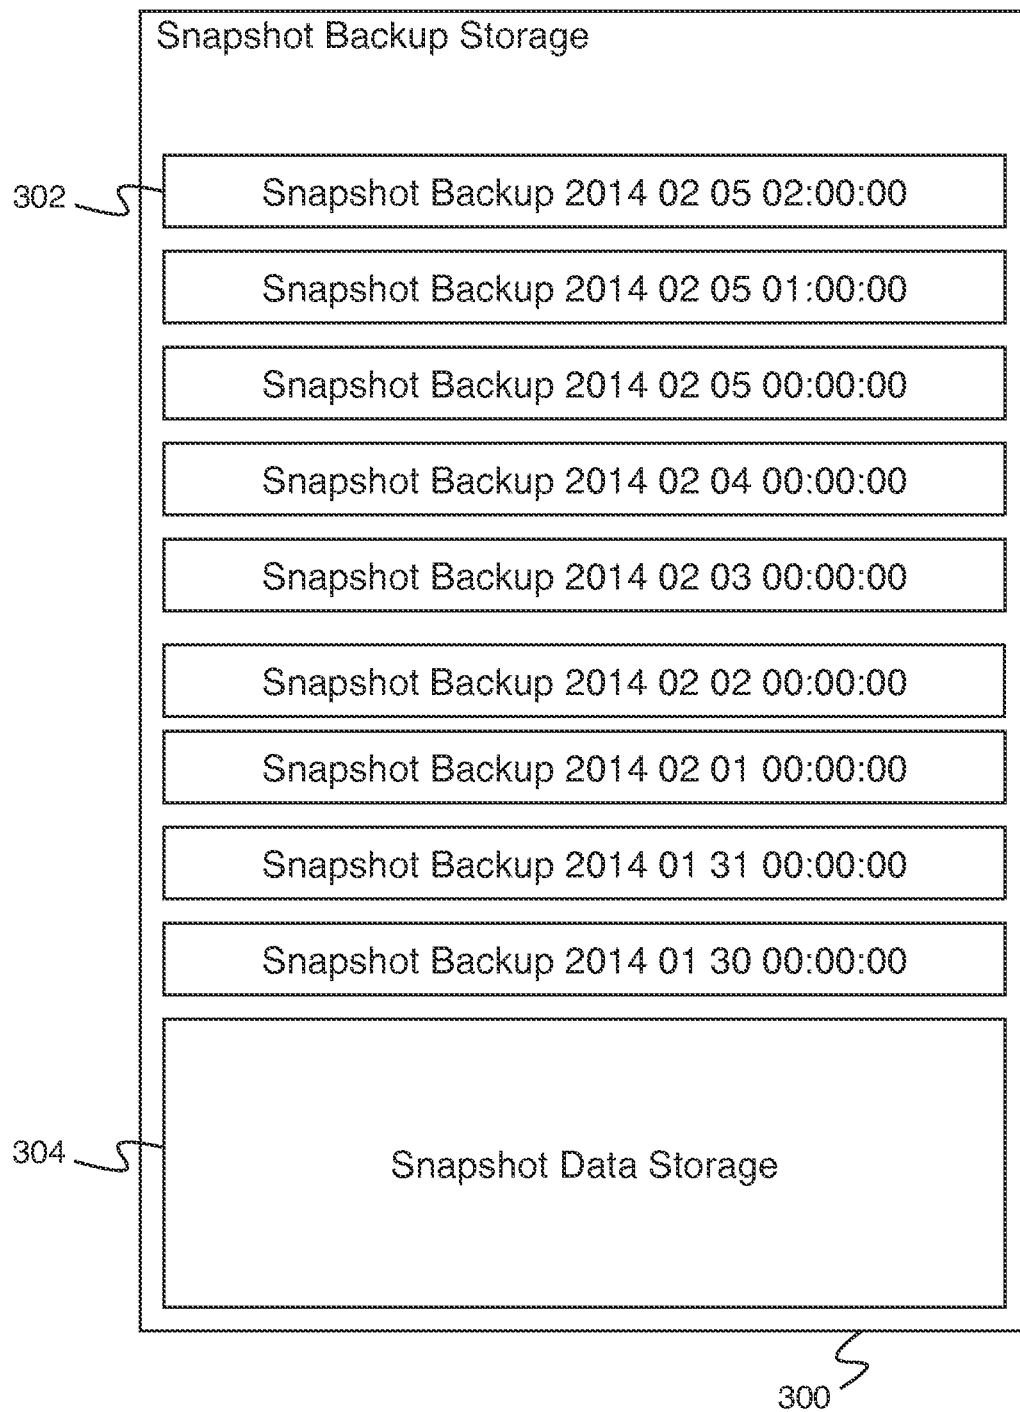 Snapshot Backup Storage
302
Snapshot Backup 2014 02 05 02:00:00
Snapshot Backup 2014 02 05 01:00:00
Snapshot Backup 2014 02 05 00:00:00
Snapshot Backup 2014 02 04 00:00:00
Snapshot Backup 2014 02 03 00:00:00
Snapshot Backup 2014 02 02 00:00:00
Snapshot Backup 2014 02 01 00:00:00
Snapshot Backup 2014 01 31 00:00:00
Snapshot Backup 2014 01 30 00:00:00
304
Snapshot Data Storage
300